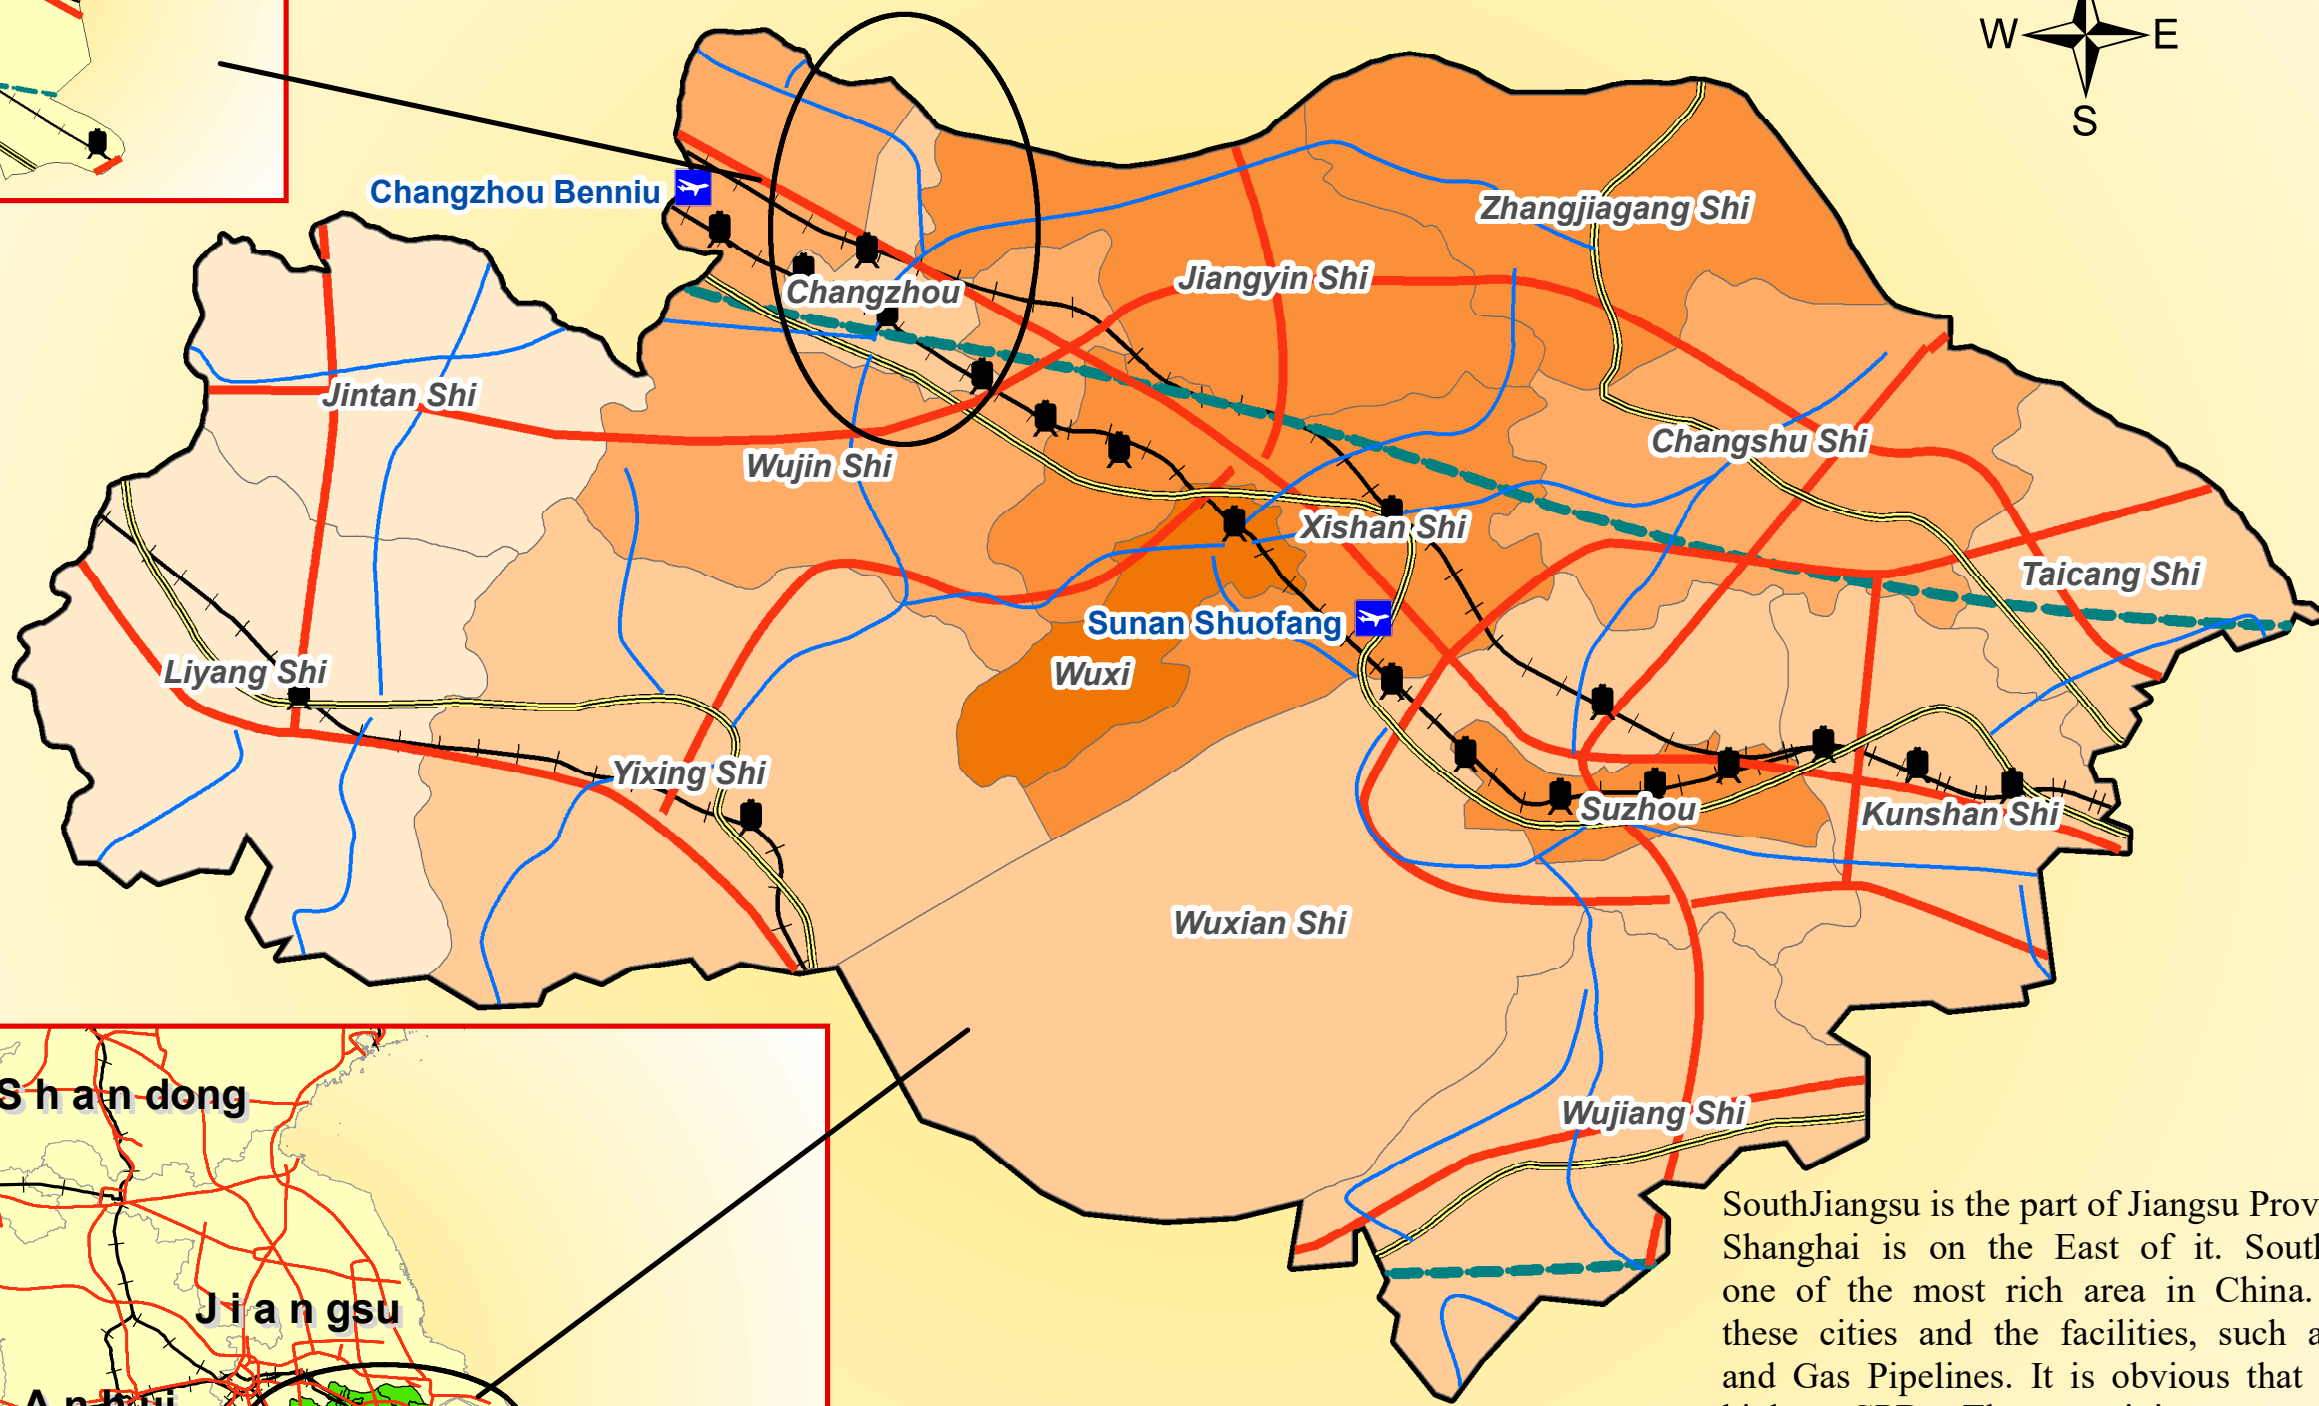 W E
S
Changzhou Benniu
Zhangjiagang Shi
Jiangyin Shi
Changzhou
Jintan Shi
Changshu Shi
Wujin Shi
Xishan Shi
Taicang Shi
Sunan Shuofang
Liyang Shi
Wuxi
Yixing Shi
Suzhou
Kunshan Shi
Wuxian Shi
Shandong
Wujiang Shi
SouthJiangsu is the part of Jiangsu Prov
Shanghai is on the East of it. South
one of the most rich area in China.
these cities and the facilities, such a
and Gas Pipelines. It is obvious that
Jiangsu
Anhui